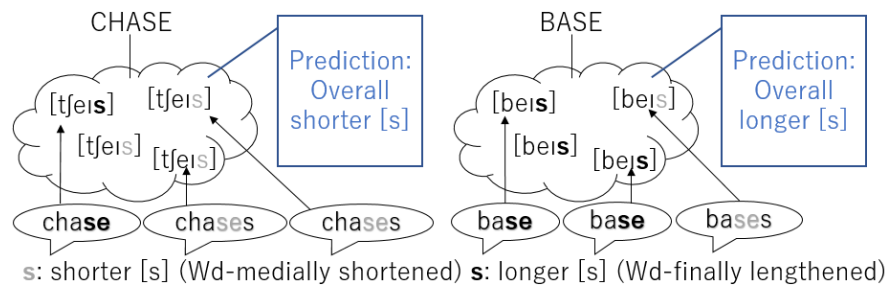 CHASE
[tʃeɪs] [tʃeɪs]
[tʃeɪs]
[tʃeɪs]
Prediction:
Overall
shorter [s]
chase chases chases
BASE
[beɪs] [beɪs]
[beɪs]
[beɪs]
Prediction:
Overall
longer [s]
base base bases
s: shorter [s] (Wd-medially shortened) s: longer [s] (Wd-finally lengthened)